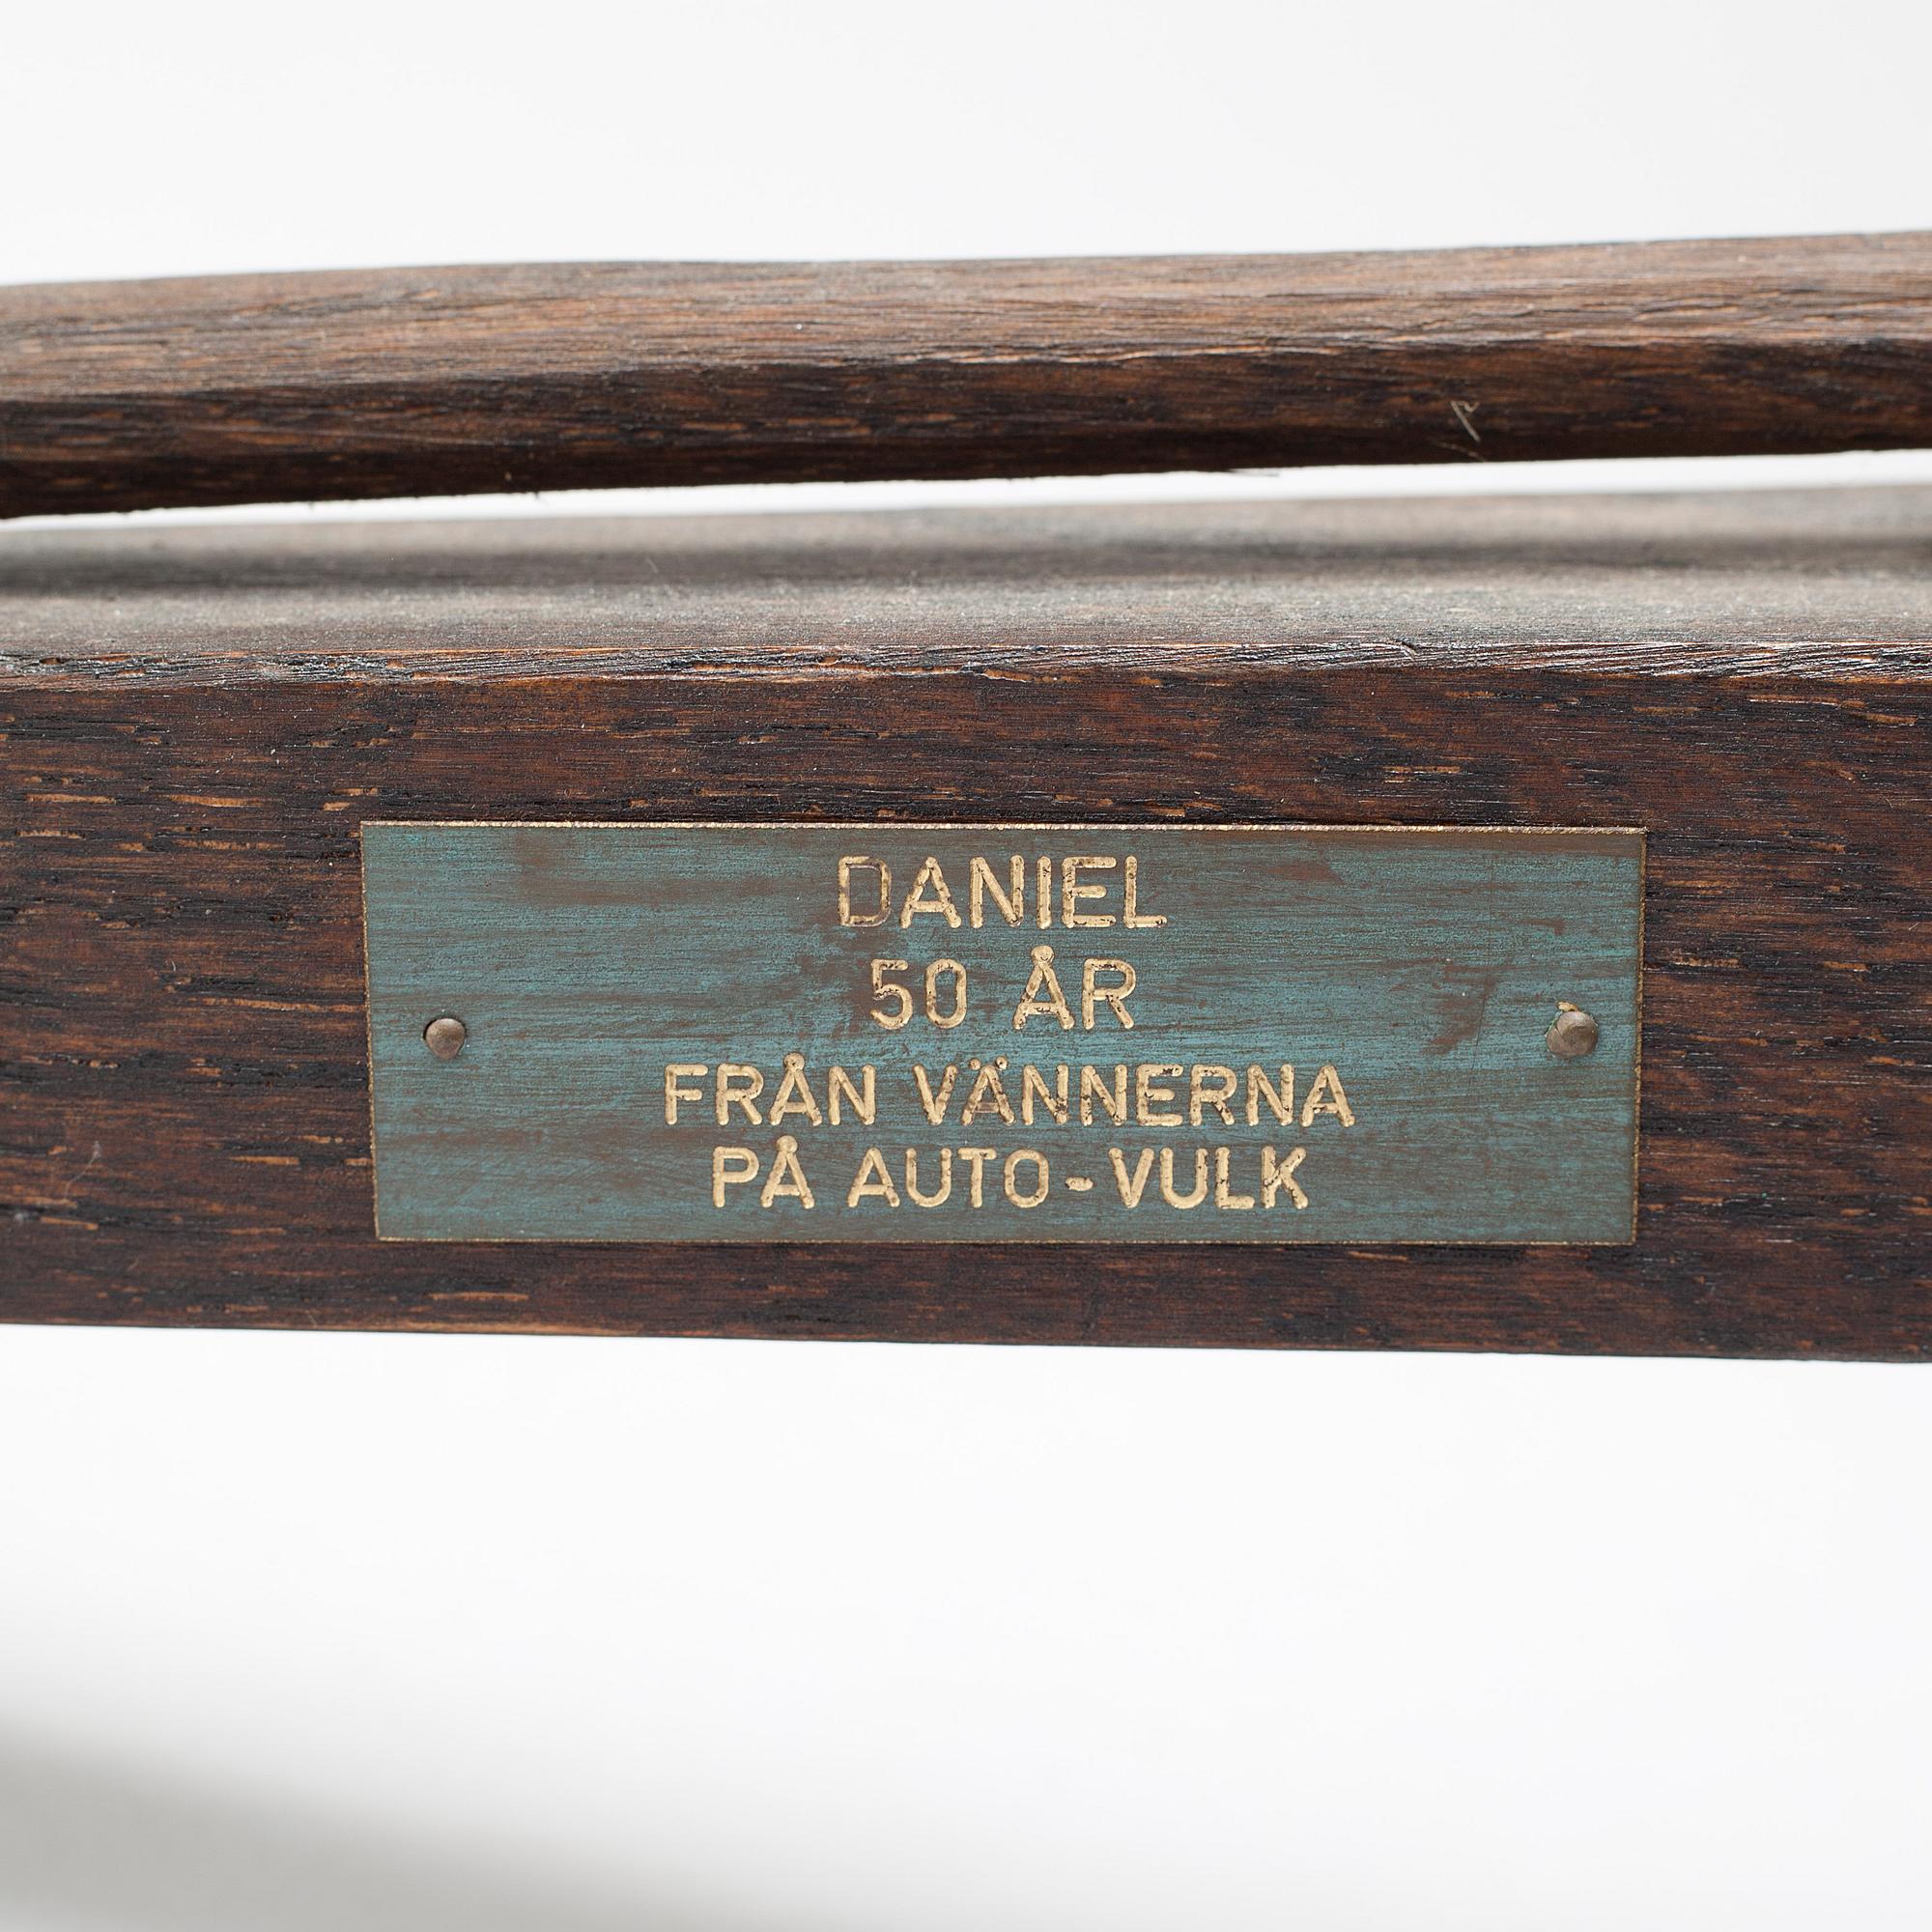 DANIEL
50 ÅR
FRÅN VÄNNERNA
PÅ AUTO-VULK